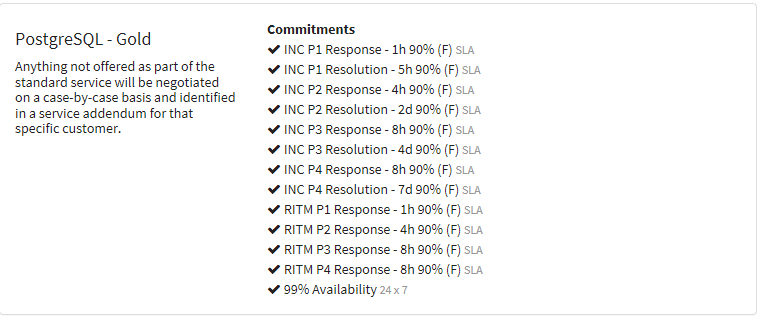 PostgreSQL - Gold
Anything not offered as part of the
standard service will be negotiated
on a case-by-case basis and identified
in a service addendum for that
specific customer.
Commitments
INC P1 Response - 1h 90% (F) SLA
INC P1 Resolution - 5h 90% (F) SLA
INC P2 Response - 4h 90% (F) SLA
INC P2 Resolution - 2d 90% (F) SLA
INC P3 Response - 8h 90% (F) SLA
INC P3 Resolution - 4d 90% (F) SLA
INC P4 Response - 8h 90% (F) SLA
INC P4 Resolution - 7d 90% (F) SLA
RITM P1 Response - 1h 90% (F) SLA
RITM P2 Response - 4h 90% (F) SLA
RITM P3 Response - 8h 90% (F) SLA
RITM P4 Response - 8h 90% (F) SLA
99% Availability 24 x 7